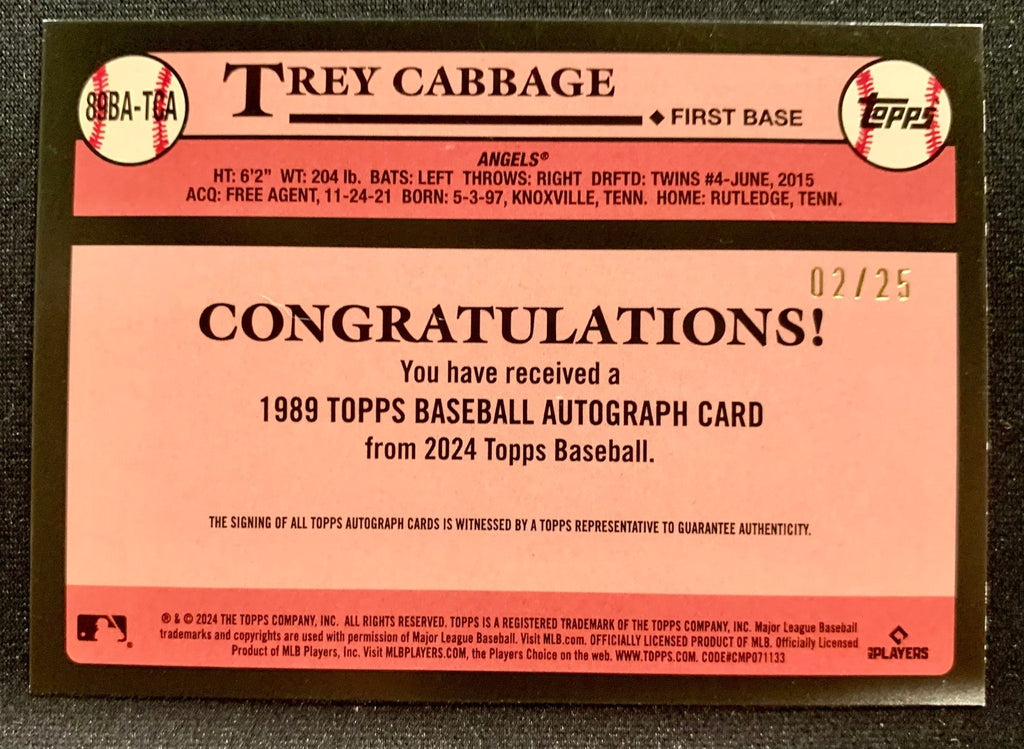 89BA-TCA
TREY CABBAGE
◆ FIRST BASE
TOPPS
ANGELS®
HT: 6'2" WT: 204 lb. BATS: LEFT THROWS: RIGHT DRFTD: TWINS #4-JUNE, 2015
ACQ: FREE AGENT, 11-24-21 BORN: 5-3-97, KNOXVILLE, TENN. HOME: RUTLEDGE, TENN.
02/25
CONGRATULATIONS!
You have received a
1989 TOPPS BASEBALL AUTOGRAPH CARD
from 2024 Topps Baseball.
THE SIGNING OF ALL TOPPS AUTOGRAPH CARDS IS WITNESSED BY A TOPPS REPRESENTATIVE TO GUARANTEE AUTHENTICITY.
® & © 2024 THE TOPPS COMPANY, INC. ALL RIGHTS RESERVED. TOPPS IS A REGISTERED TRADEMARK OF THE TOPPS COMPANY, INC. Major League Baseball
trademarks and copyrights are used with permission of Major League Baseball. Visit MLB.com. OFFICIALLY LICENSED PRODUCT OF MLB. Officially Licensed
Product of MLB Players, Inc. Visit MLBPLAYERS.COM, the Players Choice on the web. WWW.TOPPS.COM. CODE#CMP071133
MLBPLAYERS